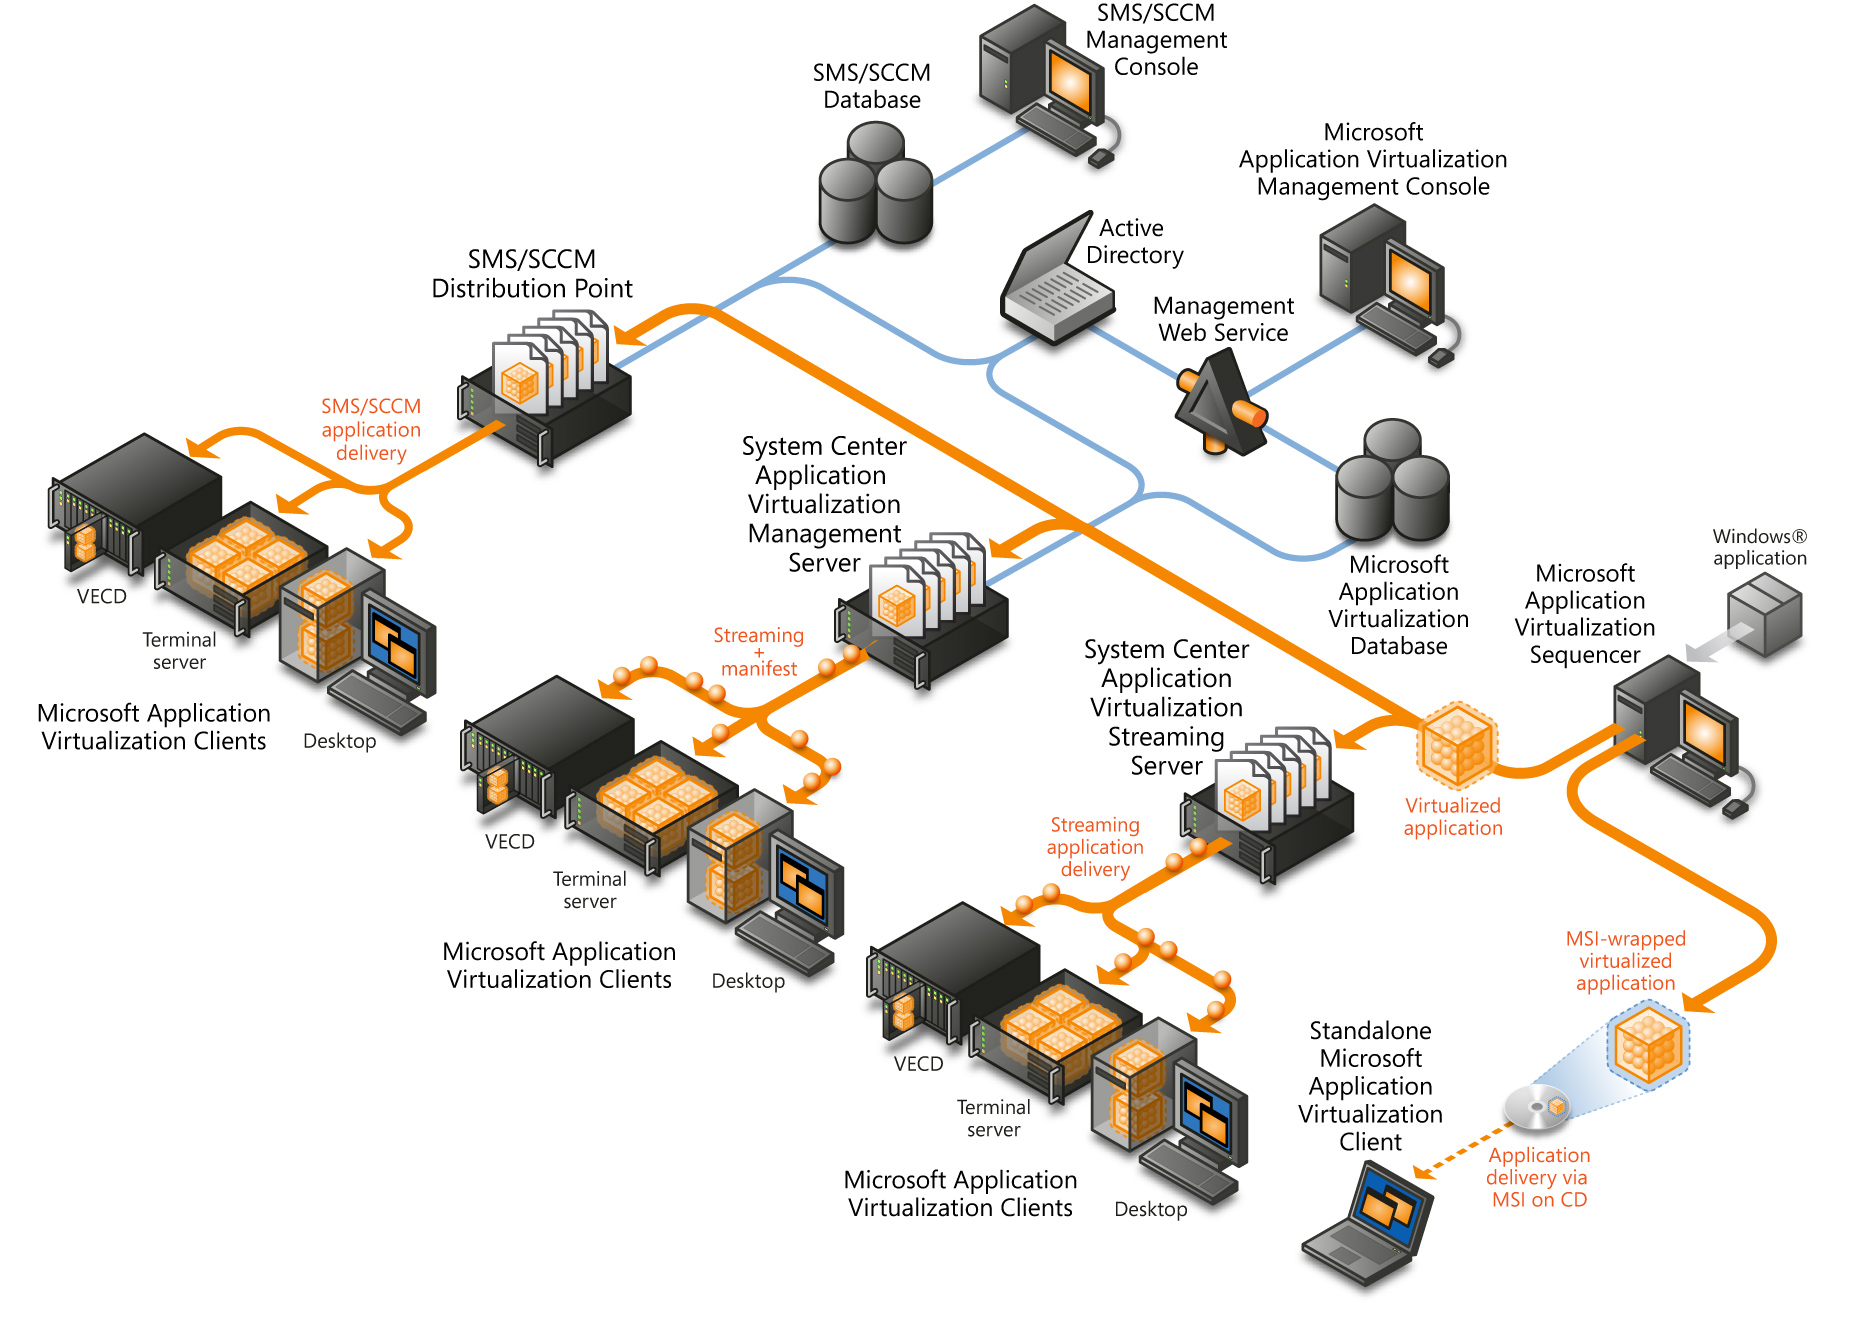 SMS/SCCM
Management
Console
SMS/SCCM
Database
Microsoft
Application Virtualization
Management Console
Active
Directory
SMS/SCCM
Distribution Point
Management
Web Service
SMS/SCCM
application
delivery
System Center
Application
Virtualization
Management
Server
Windows®
application
Microsoft
Application
Virtualization
Database
Microsoft
Application
Virtualization
Sequencer
VECD
Terminal
server
Microsoft Application
Virtualization Clients
Desktop
Streaming
+
manifest
System Center
Application
Virtualization
Streaming
Server
Virtualized
application
VECD
Terminal
server
Microsoft Application
Virtualization Clients
Desktop
Streaming
application
delivery
MSI-wrapped
virtualized
application
VECD
Terminal
server
Microsoft Application
Virtualization Clients
Desktop
Standalone
Microsoft
Application
Virtualization
Client
Application
delivery via
MSI on CD